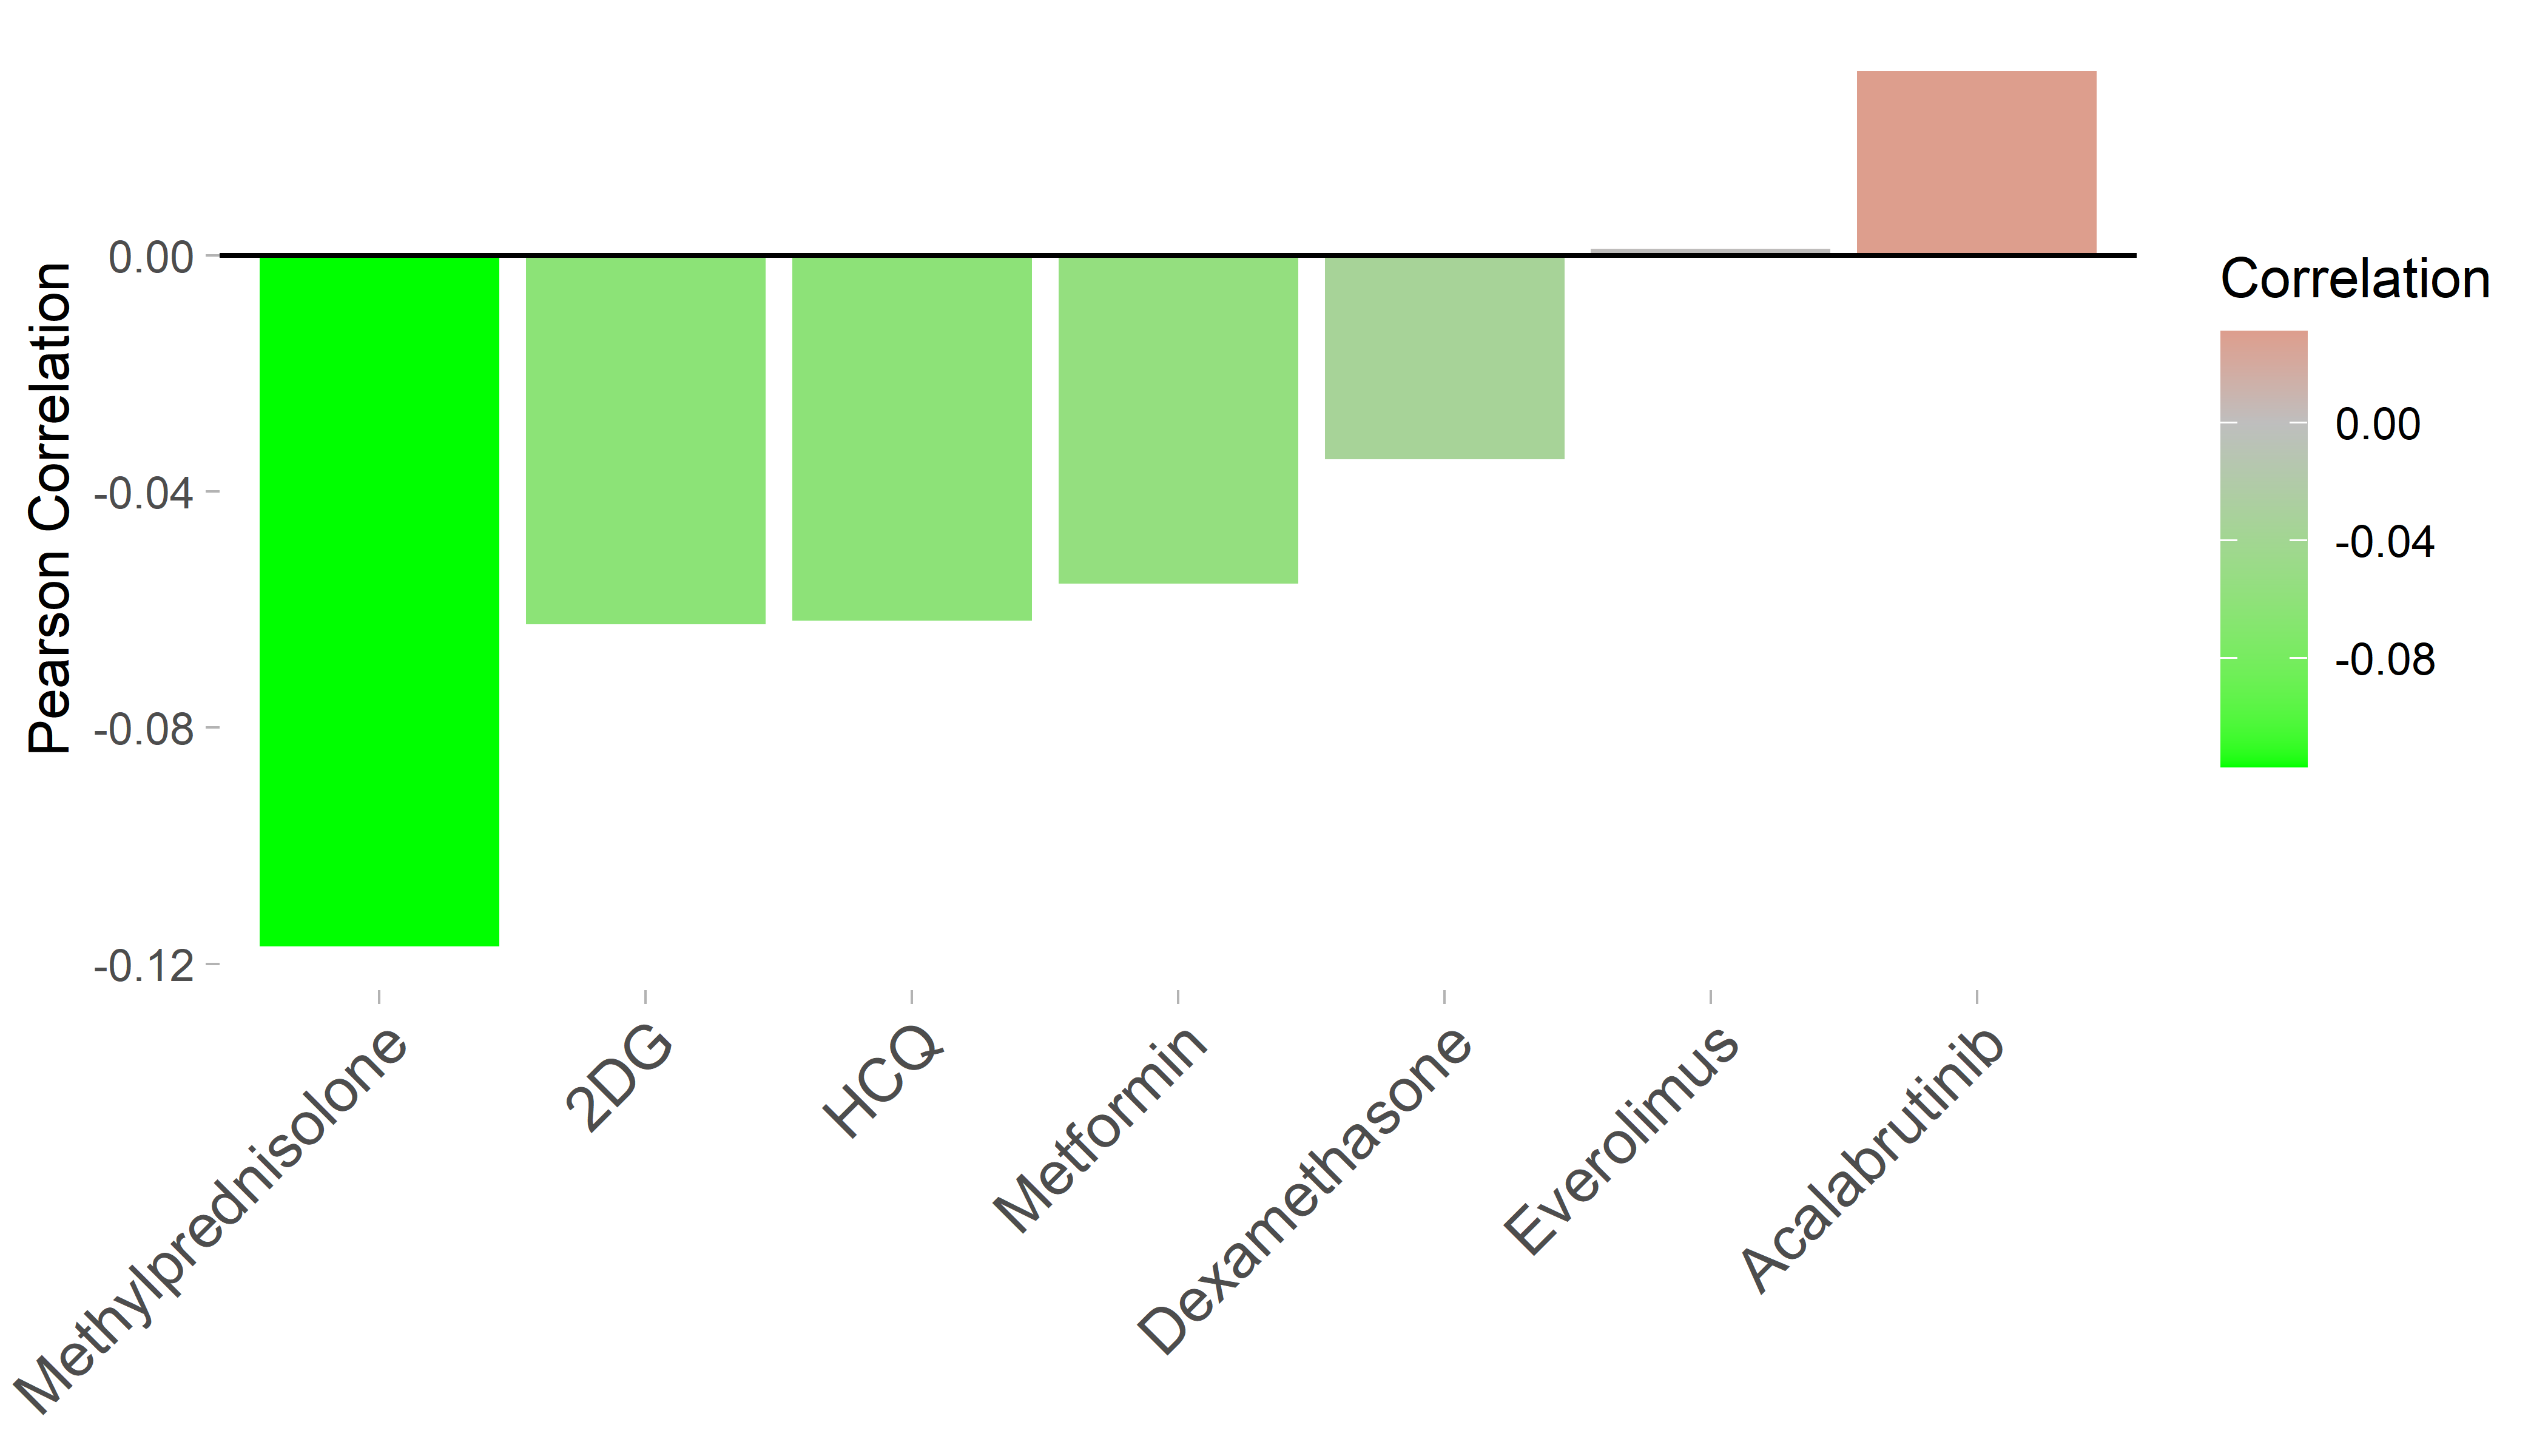 Pearson Correlation
0.00
-0.04
-0.08
-0.12
Methylprednisolone
2DG
HCQ
Metformin
Dexamethasone
Everolimus
Acalabrutinib
Correlation
0.00
-0.04
-0.08